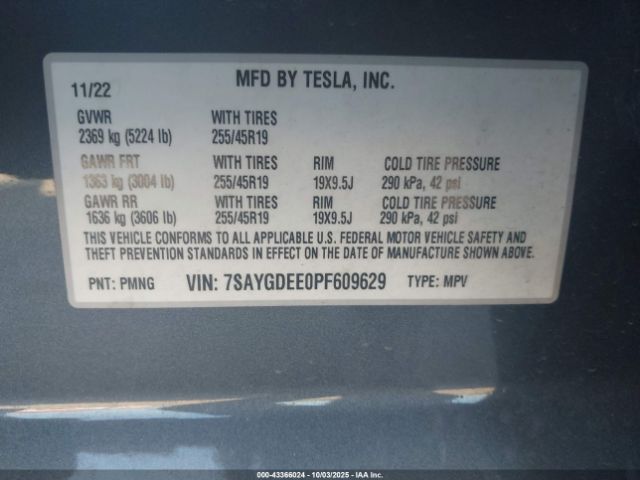 MFD BY TESLA, INC.
11/22
GVWR WITH TIRES
2369 kg (5224 lb) 255/45R19
GAWR FRT WITH TIRES RIM COLD TIRE PRESSURE
1363 kg (3004 lb) 255/45R19 19X9.5J 290 kPa, 42 psi
GAWR RR WITH TIRES RIM COLD TIRE PRESSURE
1636 kg (3606 lb) 255/45R19 19X9.5J 290 kPa, 42 psi
THIS VEHICLE CONFORMS TO ALL APPLICABLE U.S. FEDERAL MOTOR VEHICLE SAFETY AND
THEFT PREVENTION STANDARDS IN EFFECT ON THE DATE OF MANUFACTURE SHOWN ABOVE.
PNT: PMNG VIN: 7SAYGDEE0PF609629 TYPE: MPV
000-43366024 - 10/03/2025 - COPYRIGHT IAA, INC.